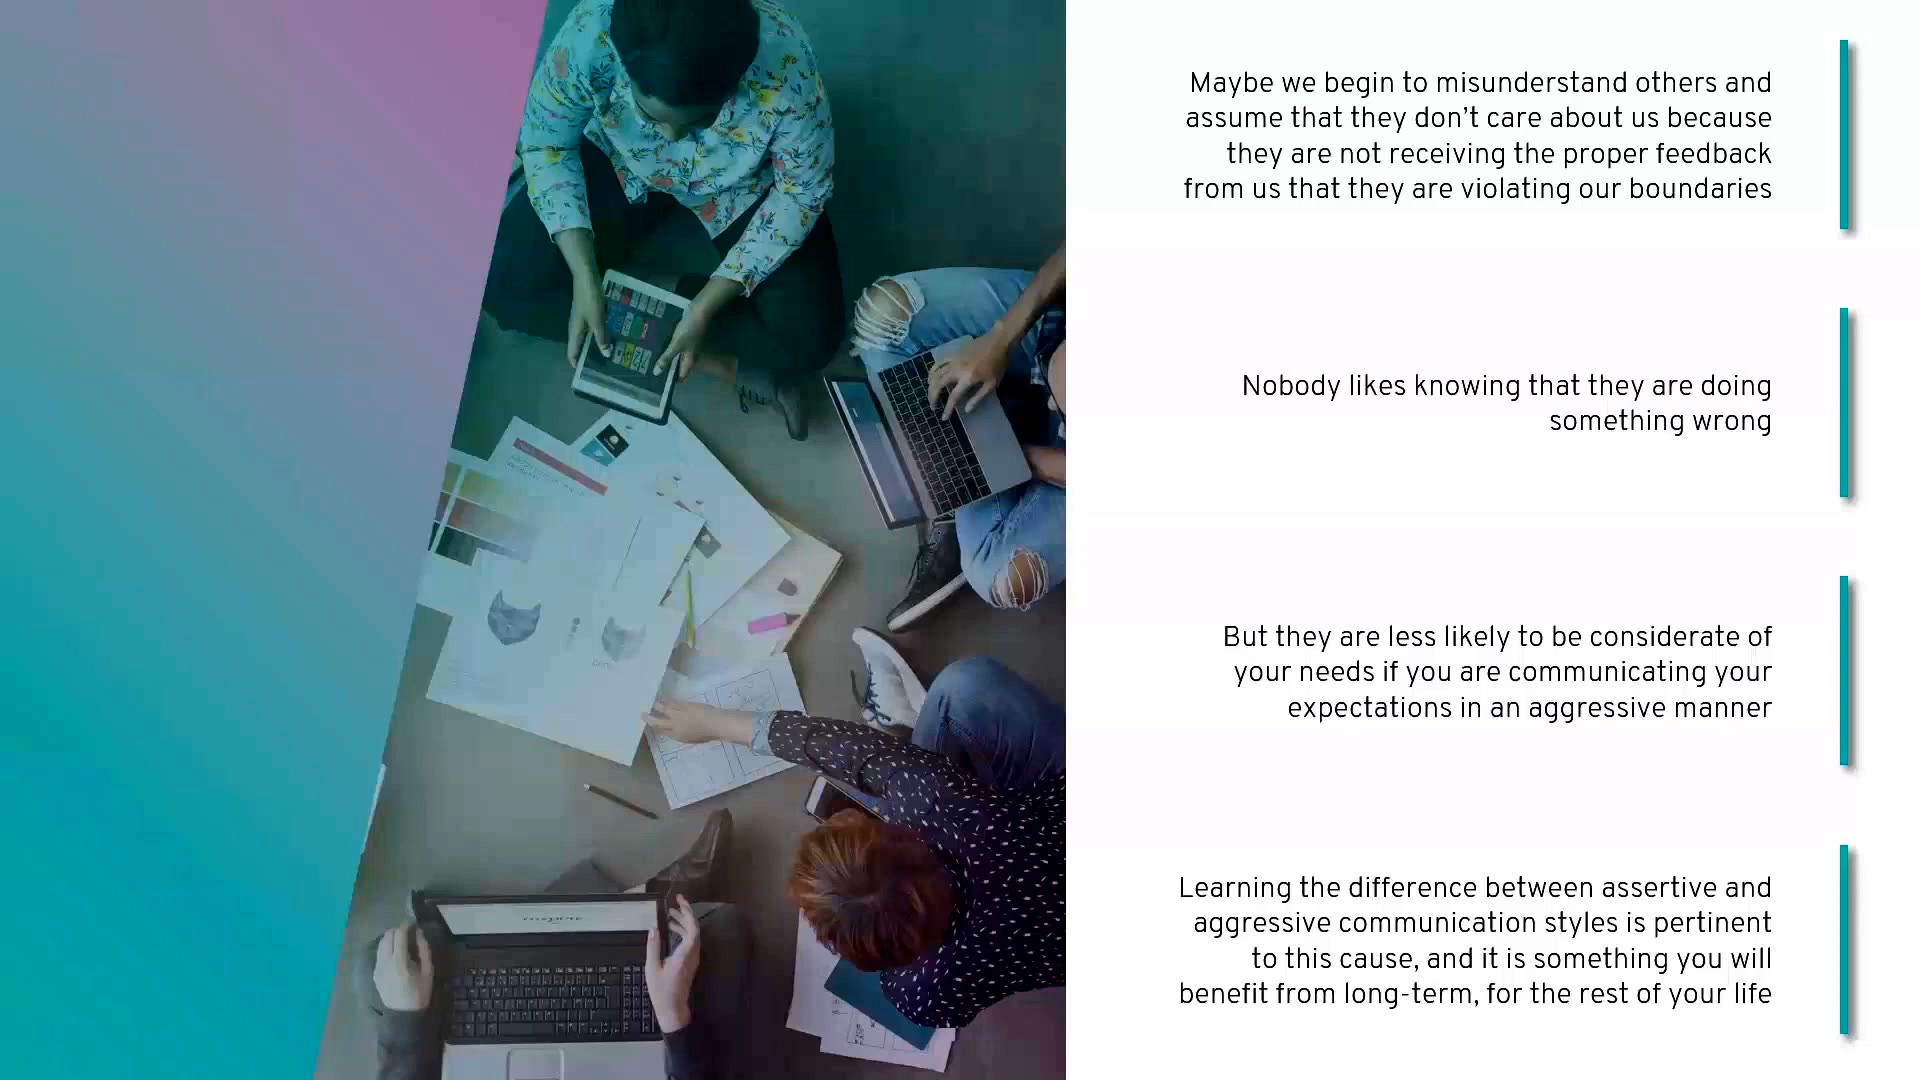 Maybe we begin to misunderstand others and
assume that they don’t care about us because
they are not receiving the proper feedback
from us that they are violating our boundaries
Nobody likes knowing that they are doing
something wrong
But they are less likely to be considerate of
your needs if you are communicating your
expectations in an aggressive manner
Learning the difference between assertive and
aggressive communication styles is pertinent
to this cause, and it is something you will
benefit from long-term, for the rest of your life